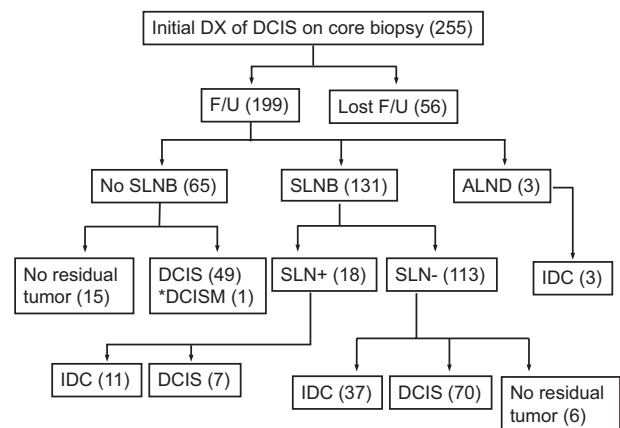 Initial DX of DCIS on core biopsy (255)
F/U (199)
Lost F/U (56)
No SLNB (65)
SLNB (131)
ALND (3)
No residual
tumor (15)
DCIS (49)
*DCISM (1)
SLN+ (18)
SLN- (113)
IDC (3)
IDC (11)
DCIS (7)
IDC (37)
DCIS (70)
No residual
tumor (6)